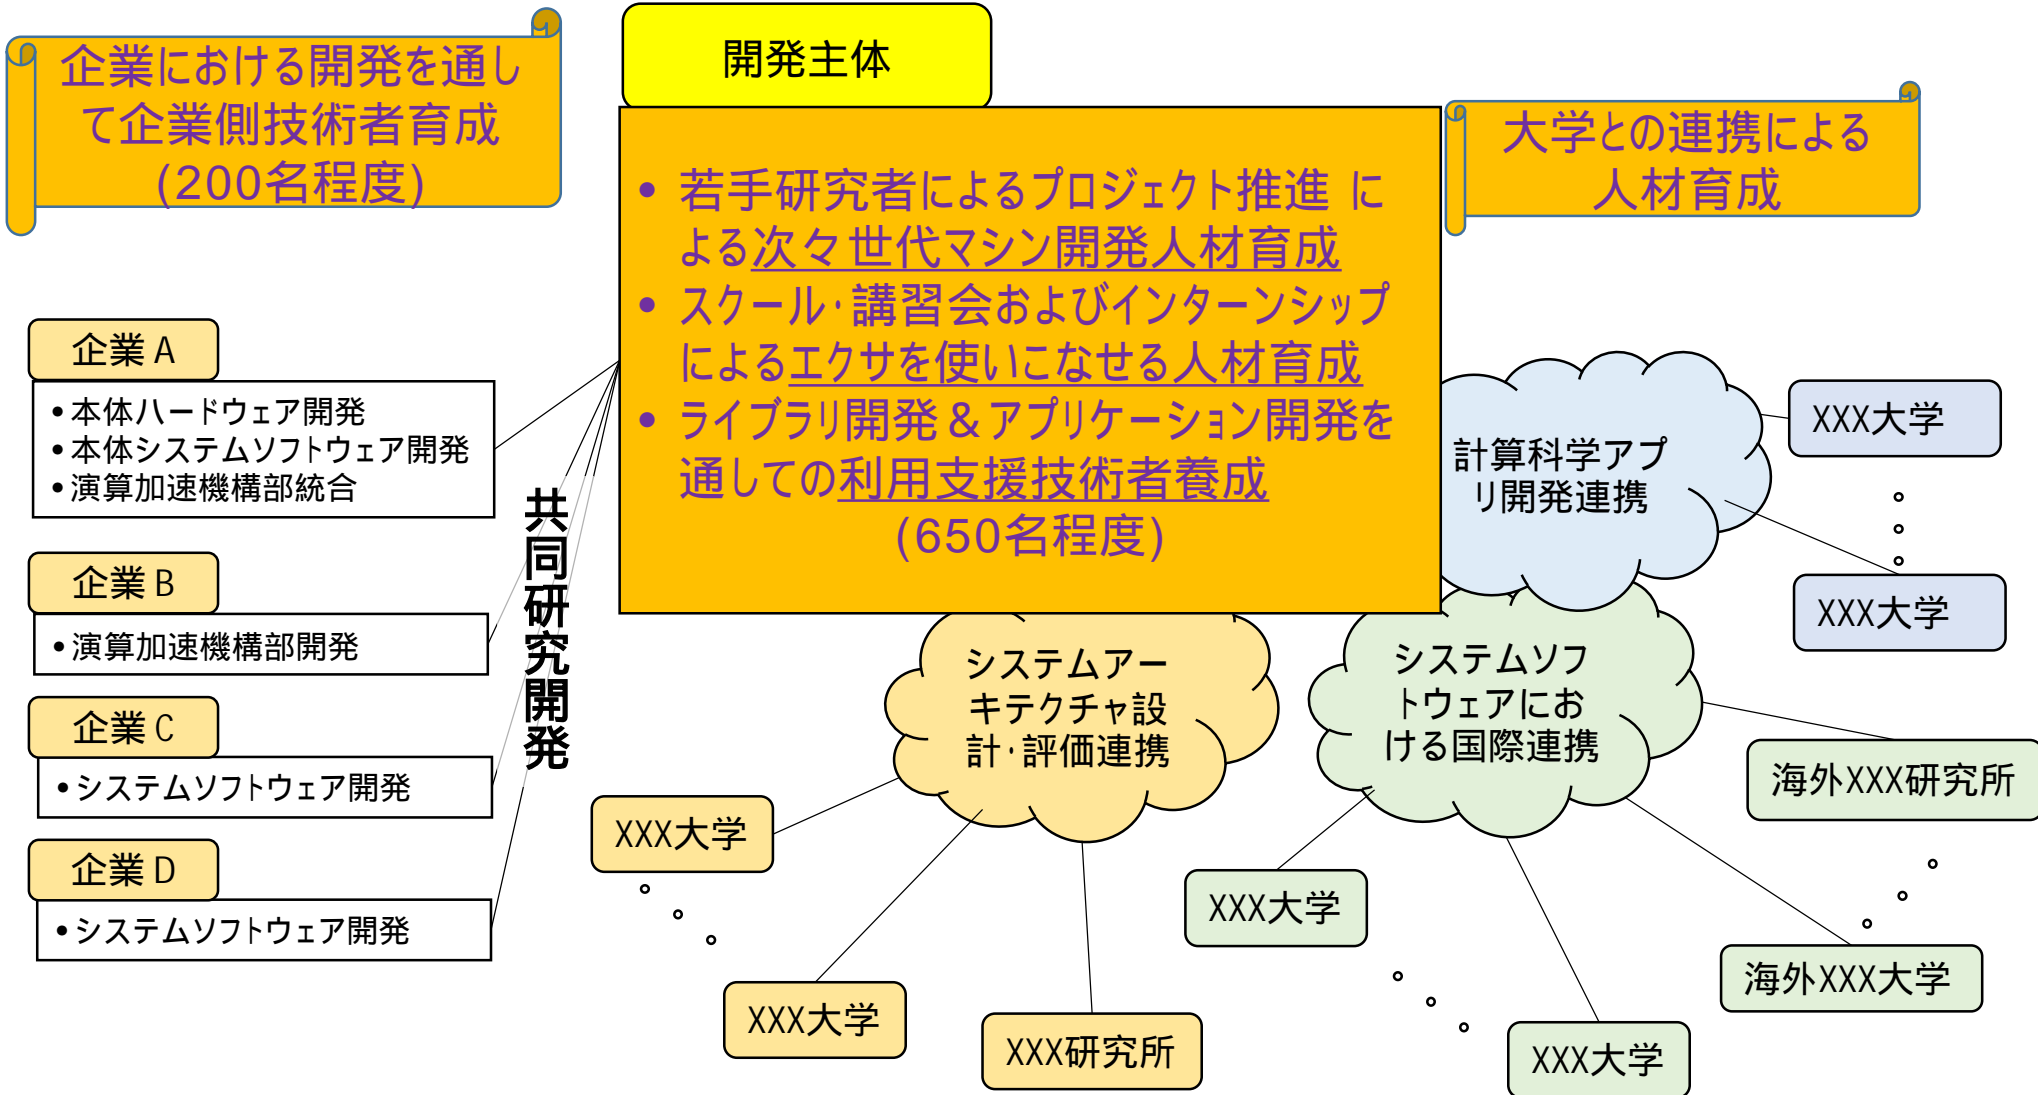 企業における開発を通し
て企業側技術者育成
(200名程度)
開発主体
大学との連携による
人材育成
• 若手研究者によるプロジェクト推進 に
よる次々世代マシン開発人材育成
• スクール・講習会およびインターンシップ
によるエクサを使いこなせる人材育成
• ライブラリ開発＆アプリケーション開発を
通しての利用支援技術者養成
(650名程度)
企業 A
•本体ハードウェア開発
•本体システムソフトウェア開発
•演算加速機構部統合
企業 B
•演算加速機構部開発
企業 C
•システムソフトウェア開発
企業 D
•システムソフトウェア開発
共同研究開発
計算科学アプ
リ開発連携
XXX大学
XXX大学
システムアー
キテクチャ設
計・評価連携
XXX大学
XXX大学
XXX研究所
システムソフ
トウェアにお
ける国際連携
海外XXX研究所
XXX大学
海外XXX大学
XXX大学